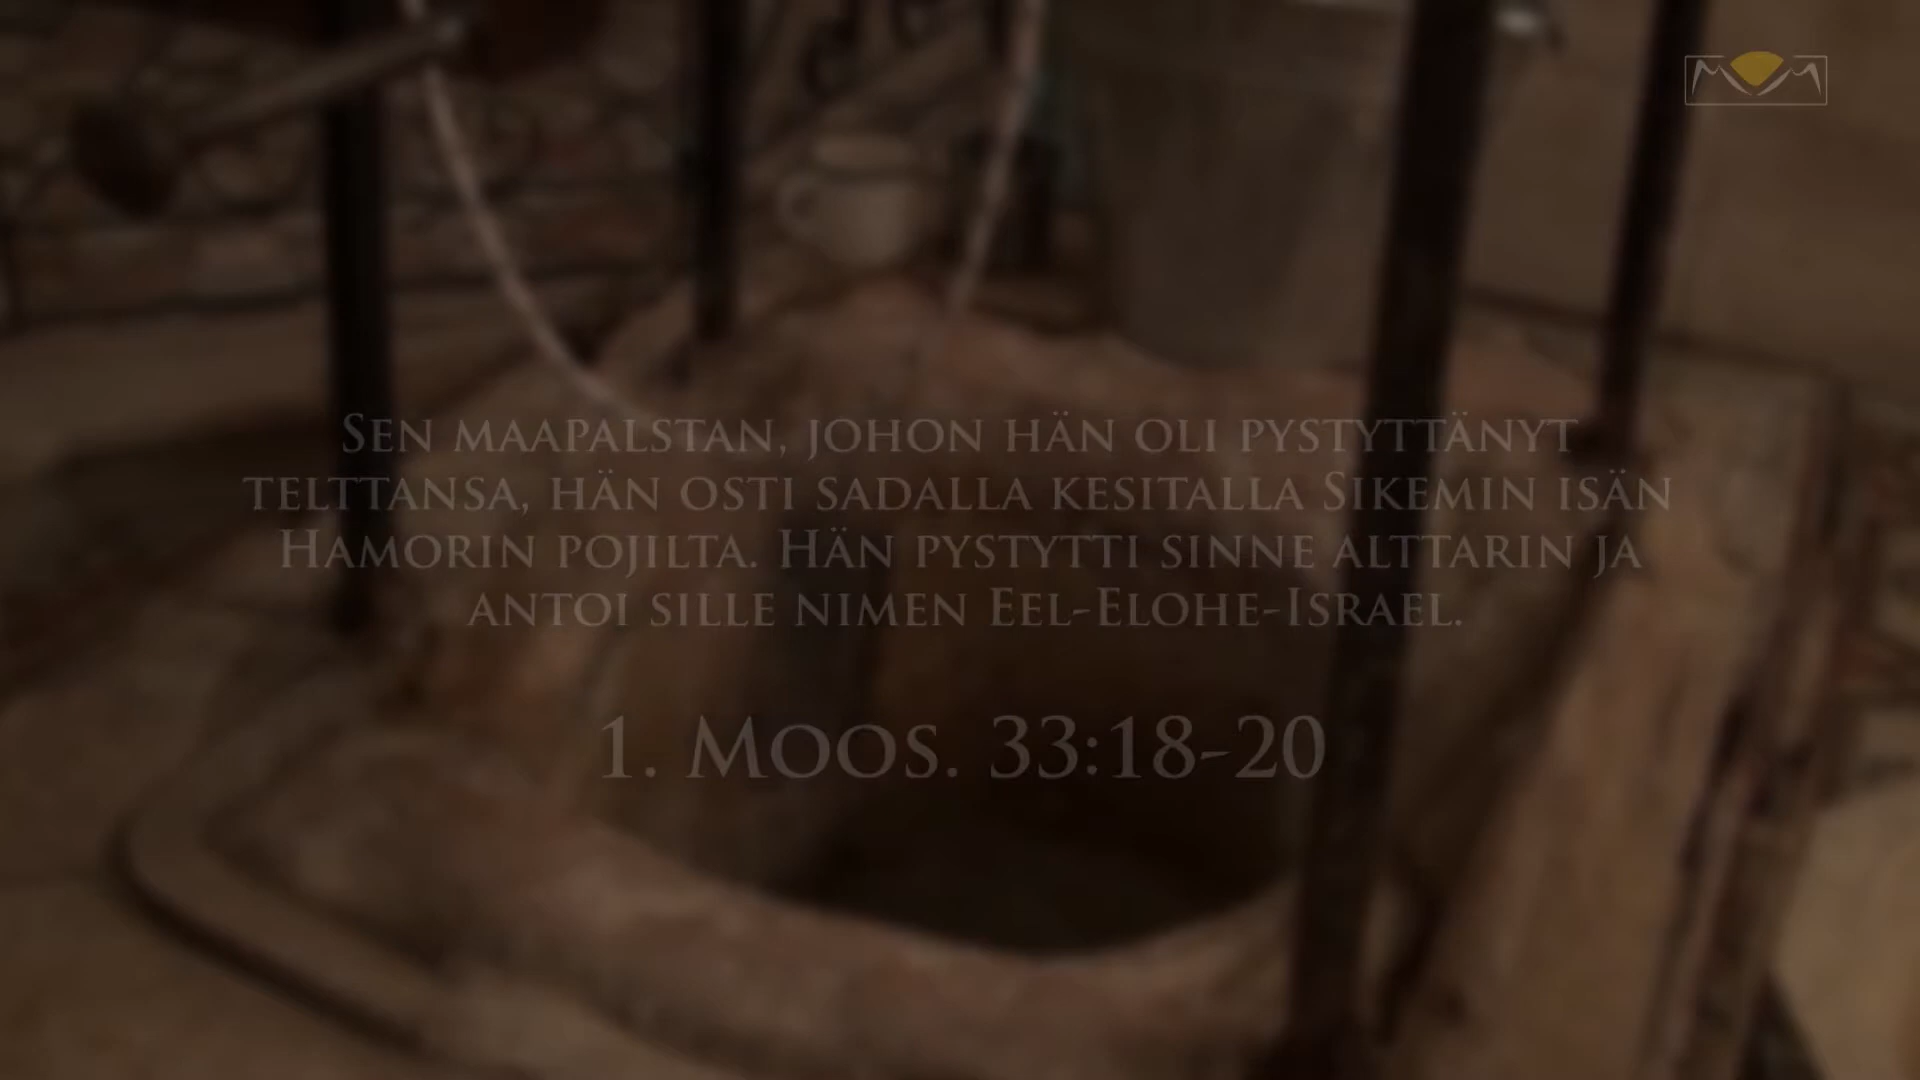 Sen maapalstan, johon hän oli pystyttänyt
telttansa, hän osti sadalla kesitalla Sikemin isän
Hamorin pojilta. Hän pystytti sinne alttarin ja
antoi sille nimen Eel-Elohe-Israel.
1. Moos. 33:18-20